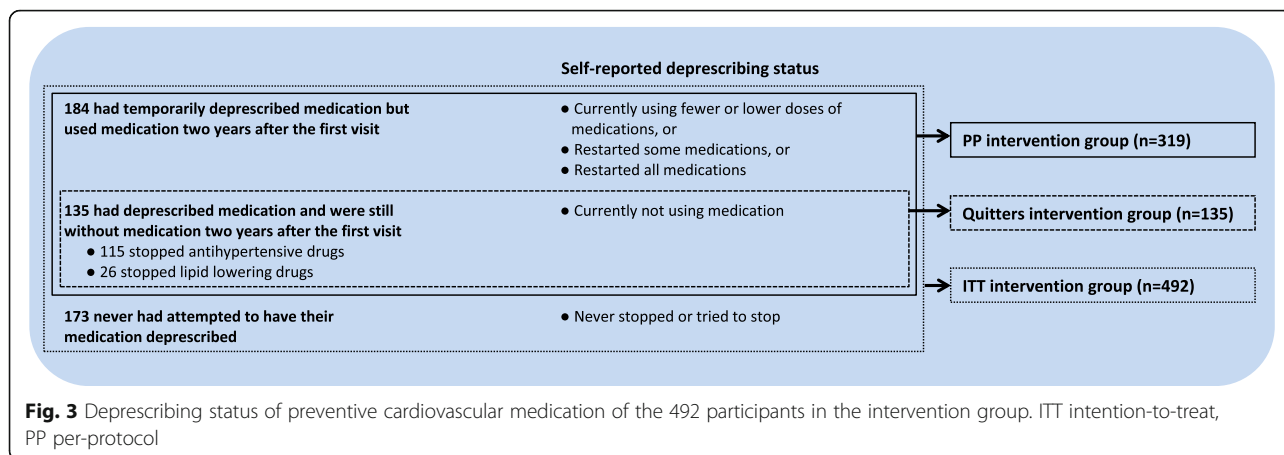 Self-reported deprescribing status
184 had temporarily deprescribed medication but
used medication two years after the first visit
● Currently using fewer or lower doses of
medications, or
● Restarted some medications, or
● Restarted all medications
PP intervention group (n=319)
135 had deprescribed medication and were still
without medication two years after the first visit
● 115 stopped antihypertensive drugs
● 26 stopped lipid lowering drugs
● Currently not using medication
Quitters intervention group (n=135)
ITT intervention group (n=492)
173 never had attempted to have their
medication deprescribed
● Never stopped or tried to stop
Fig. 3 Deprescribing status of preventive cardiovascular medication of the 492 participants in the intervention group. ITT intention-to-treat,
PP per-protocol